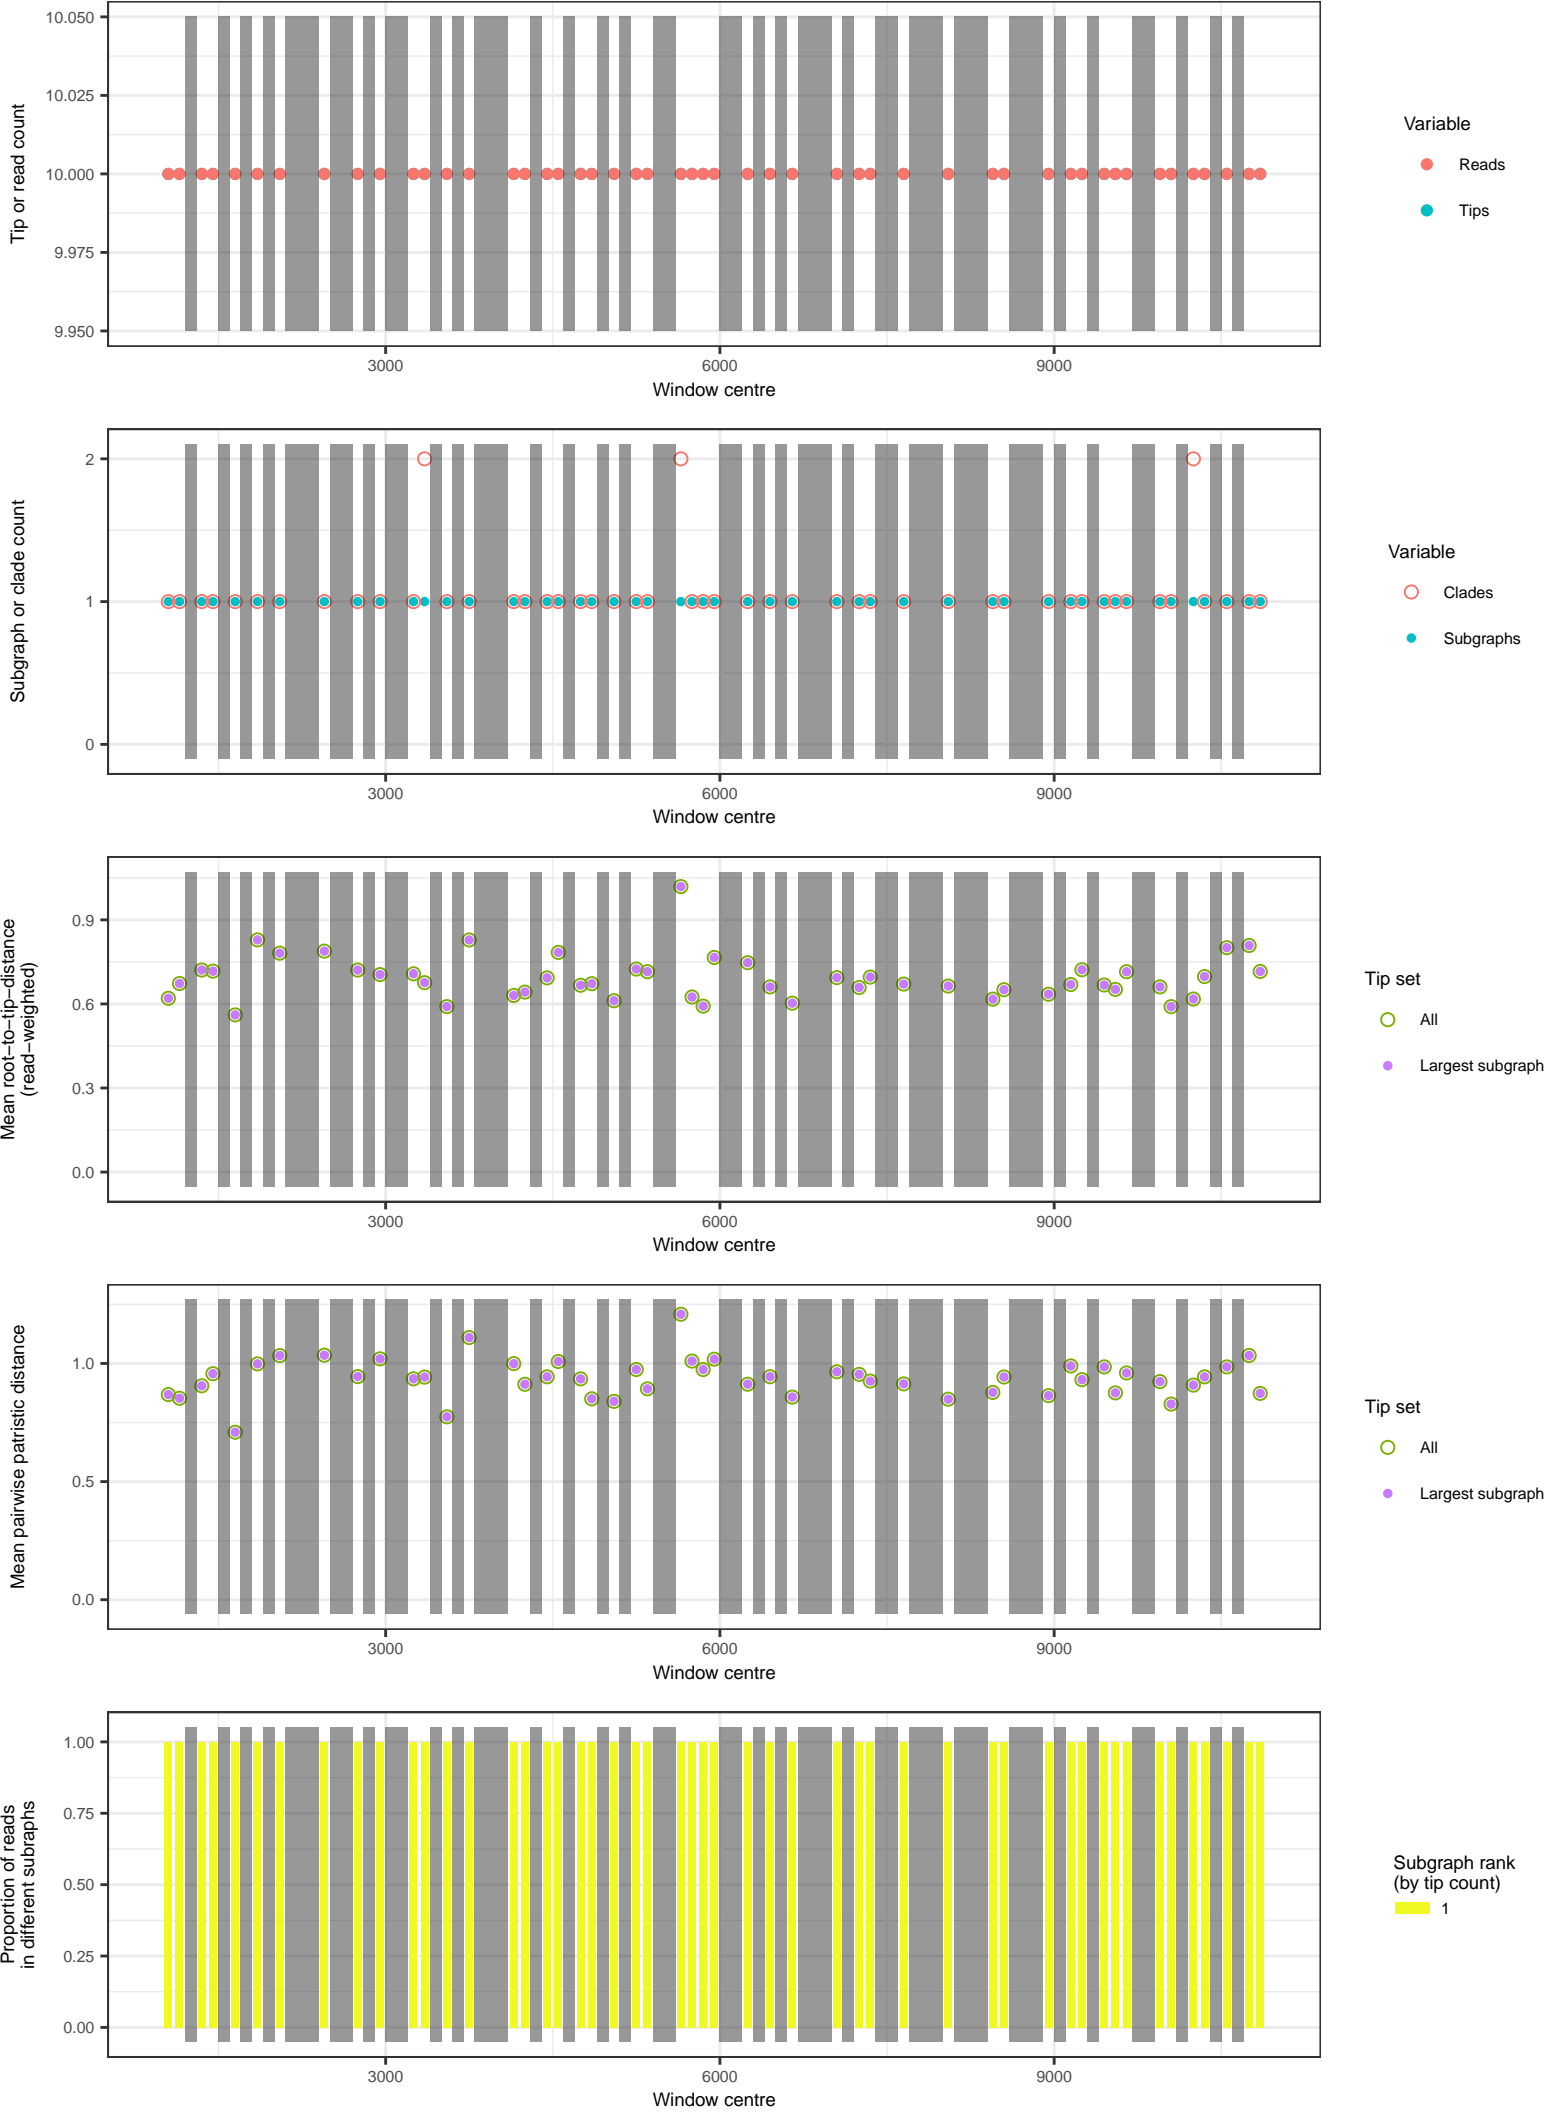 10.050
10.025
10.000
9.975
9.950
Tip or read count
3000
6000
9000
Window centre
Variable
Reads
Tips
2
1
0
Subgraph or clade count
3000
6000
9000
Window centre
Variable
Clades
Subgraphs
0.9
0.6
0.3
0.0
Mean root−to−tip−distance
(read−weighted)
3000
6000
9000
Window centre
Tip set
All
Largest subgraph
1.0
0.5
0.0
Mean pairwise patristic distance
3000
6000
9000
Window centre
Tip set
All
Largest subgraph
1.00
0.75
0.50
0.25
0.00
Proportion of reads
in different subraphs
3000
6000
9000
Window centre
Subgraph rank
(by tip count)
1